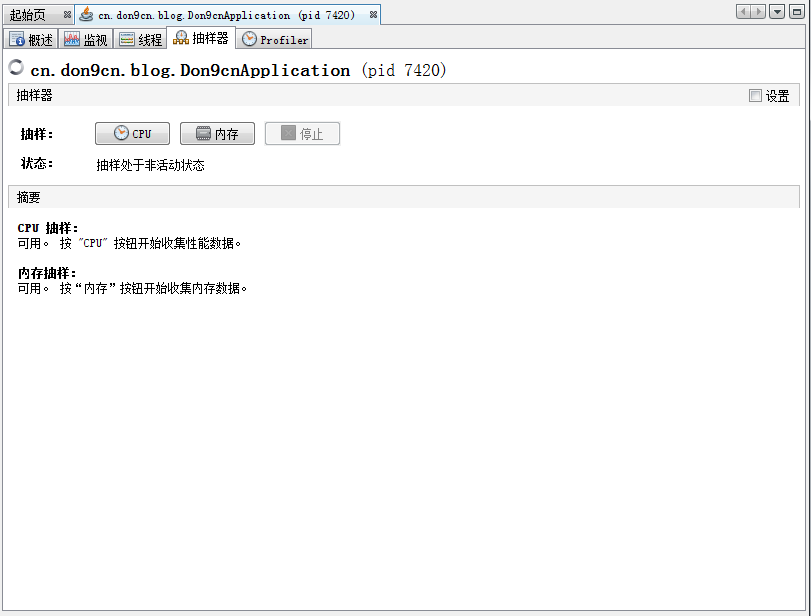 起始页
cn.don9cn.blog.Don9cnApplication (pid 7420)
概述 监视 线程 抽样器 Profiler
cn.don9cn.blog.Don9cnApplication (pid 7420)
抽样器 设置
抽样： CPU 内存 停止
状态： 抽样处于非活动状态
摘要
CPU 抽样：
可用。 按 "CPU" 按钮开始收集性能数据。
内存抽样：
可用。 按“内存”按钮开始收集内存数据。